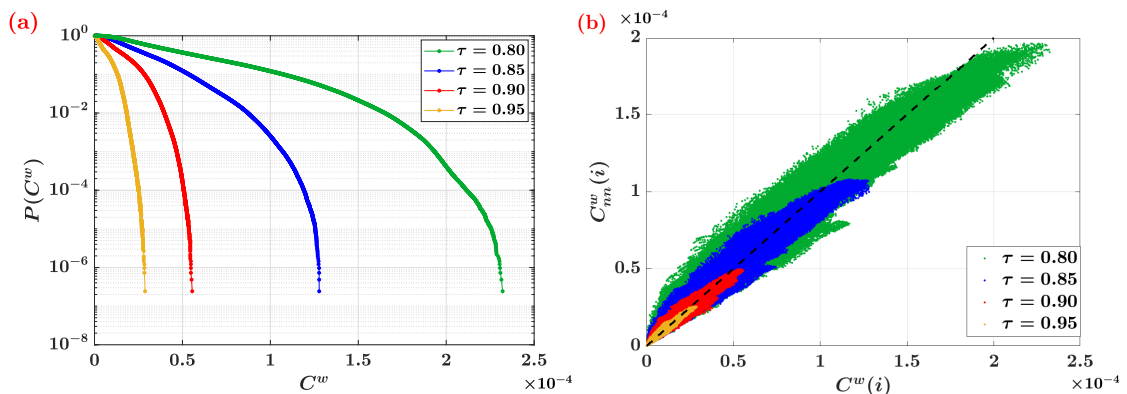 (a)
10^0
10^-2
10^-4
10^-6
10^-8
P(C^w)
0
0.5
1
1.5
2
2.5
×10^-4
C^w
τ = 0.80
τ = 0.85
τ = 0.90
τ = 0.95
(b)
×10^-4
2
1.5
1
0.5
0
C^w_nn(i)
0
0.5
1
1.5
2
2.5
×10^-4
C^w(i)
τ = 0.80
τ = 0.85
τ = 0.90
τ = 0.95